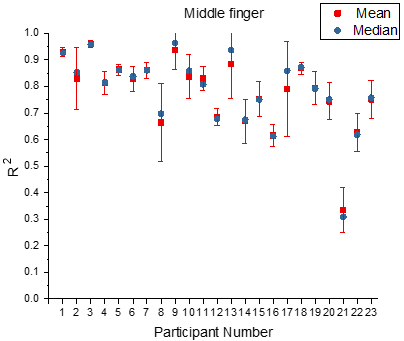 Middle finger
Mean
Median
1.0
0.9
0.8
0.7
0.6
0.5
0.4
0.3
0.2
0.1
0.0
R²
1 2 3 4 5 6 7 8 9 10 11 12 13 14 15 16 17 18 19 20 21 22 23
Participant Number